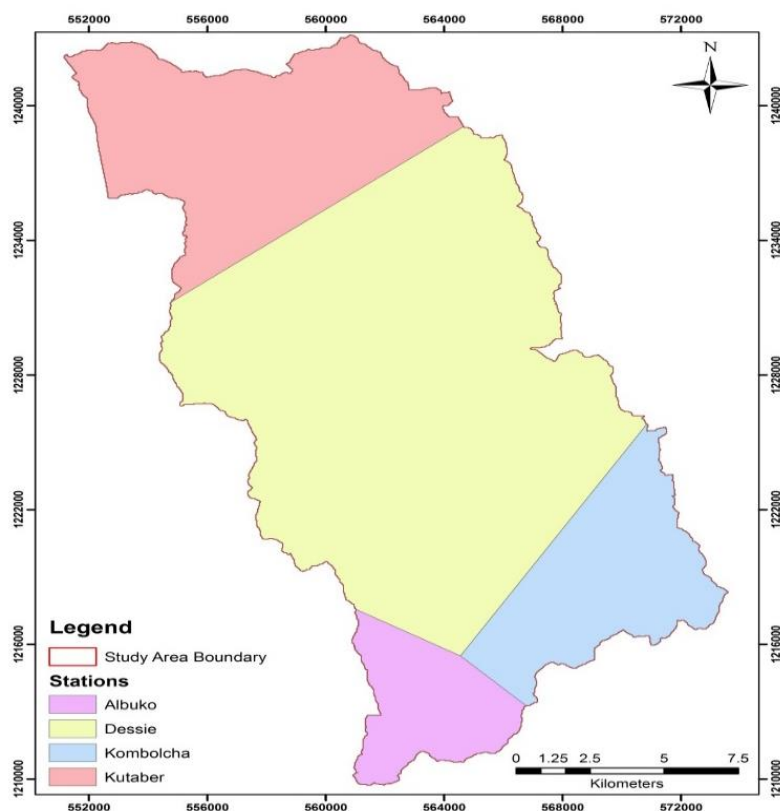 552000 556000 560000 564000 568000 572000
N
1240000 1240000
1234000 1234000
1228000 1228000
1222000 1222000
1216000 1216000
1210000 1210000
Legend
Study Area Boundary
Stations
Albuko
Dessie
Kombolcha
Kutaber
0 1.25 2.5 5 7.5
Kilometers
552000 556000 560000 564000 568000 572000